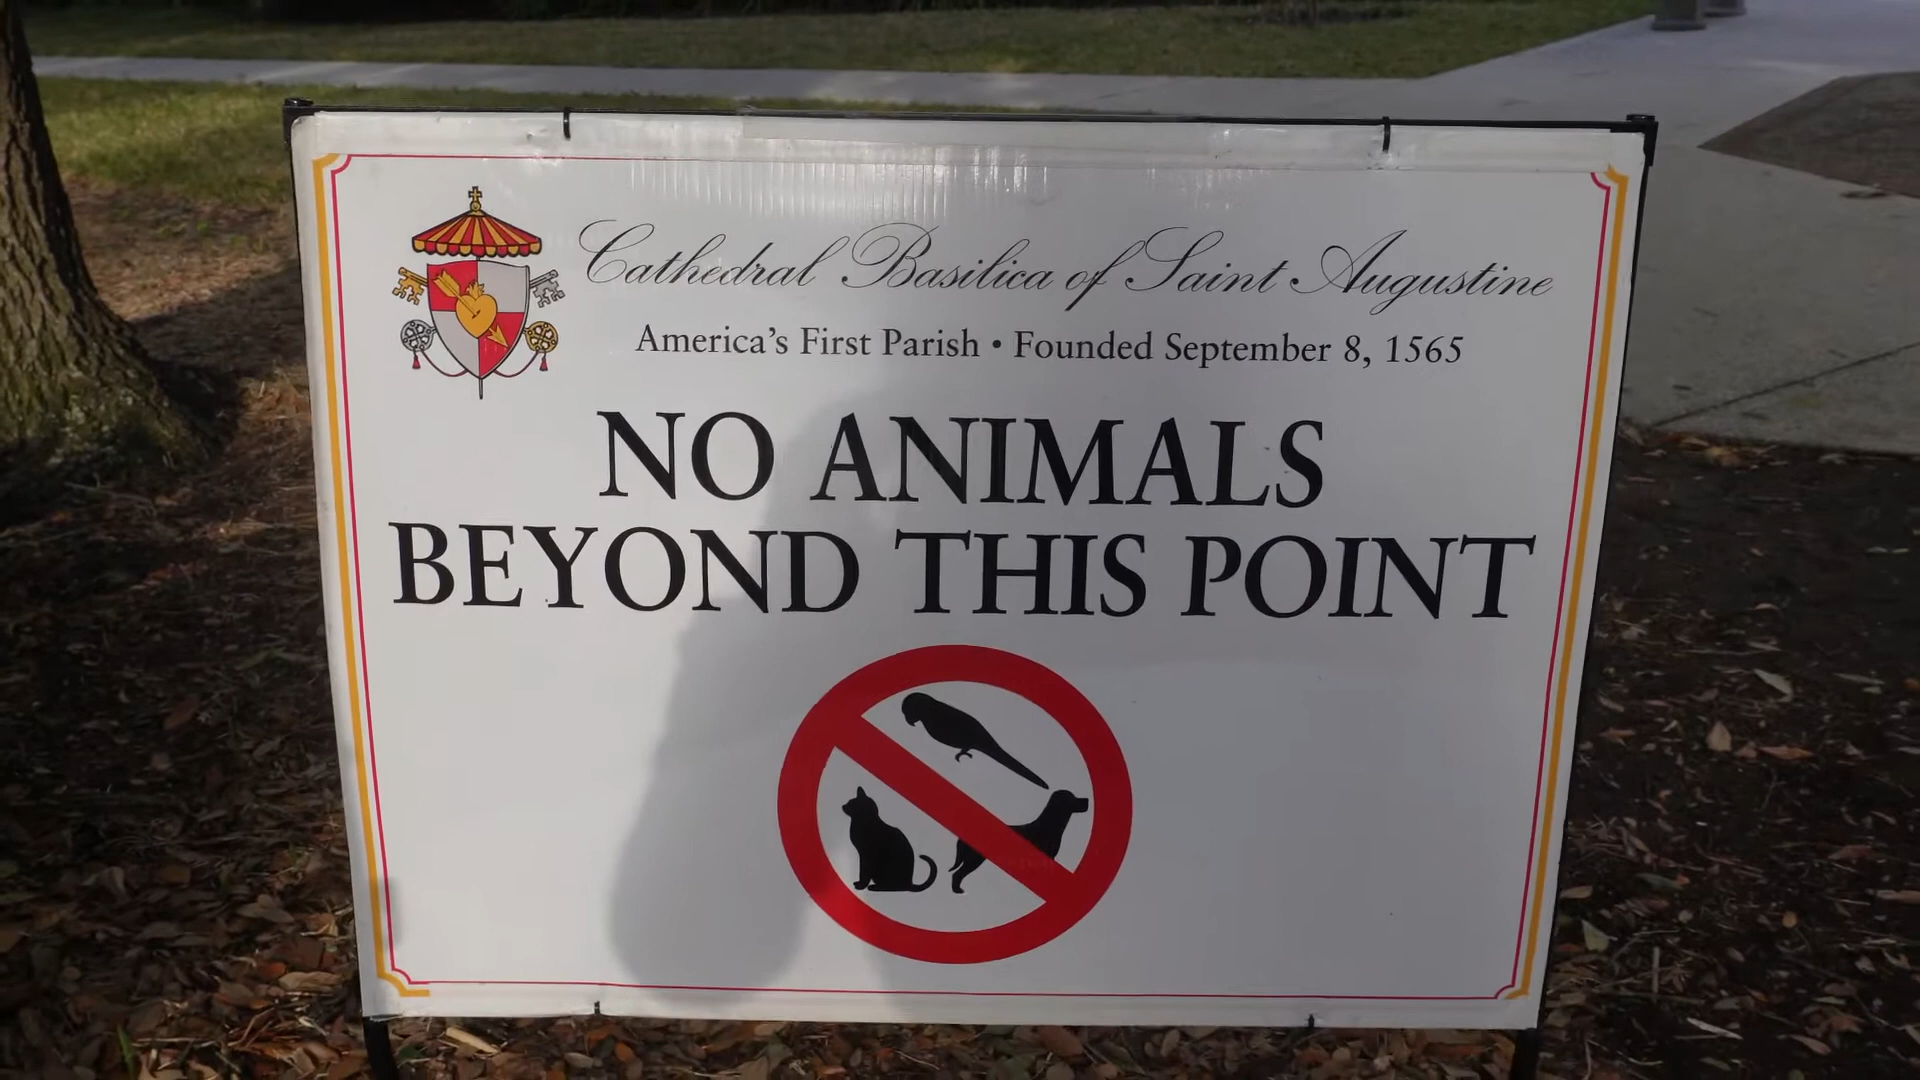 Cathedral Basilica of Saint Augustine
America's First Parish • Founded September 8, 1565
NO ANIMALS
BEYOND THIS POINT